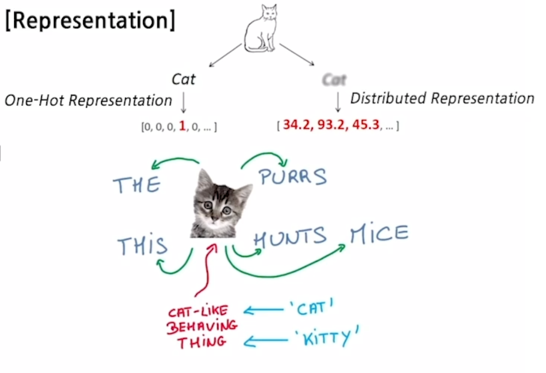 [Representation]
Cat
Cat
One-Hot Representation
Distributed Representation
[0, 0, 0, 1, 0, ... ]
[ 34.2, 93.2, 45.3, ... ]
THE
PURRS
THIS
HUNTS MICE
CAT-LIKE
BEHAVING
THING
'CAT'
'KITTY'